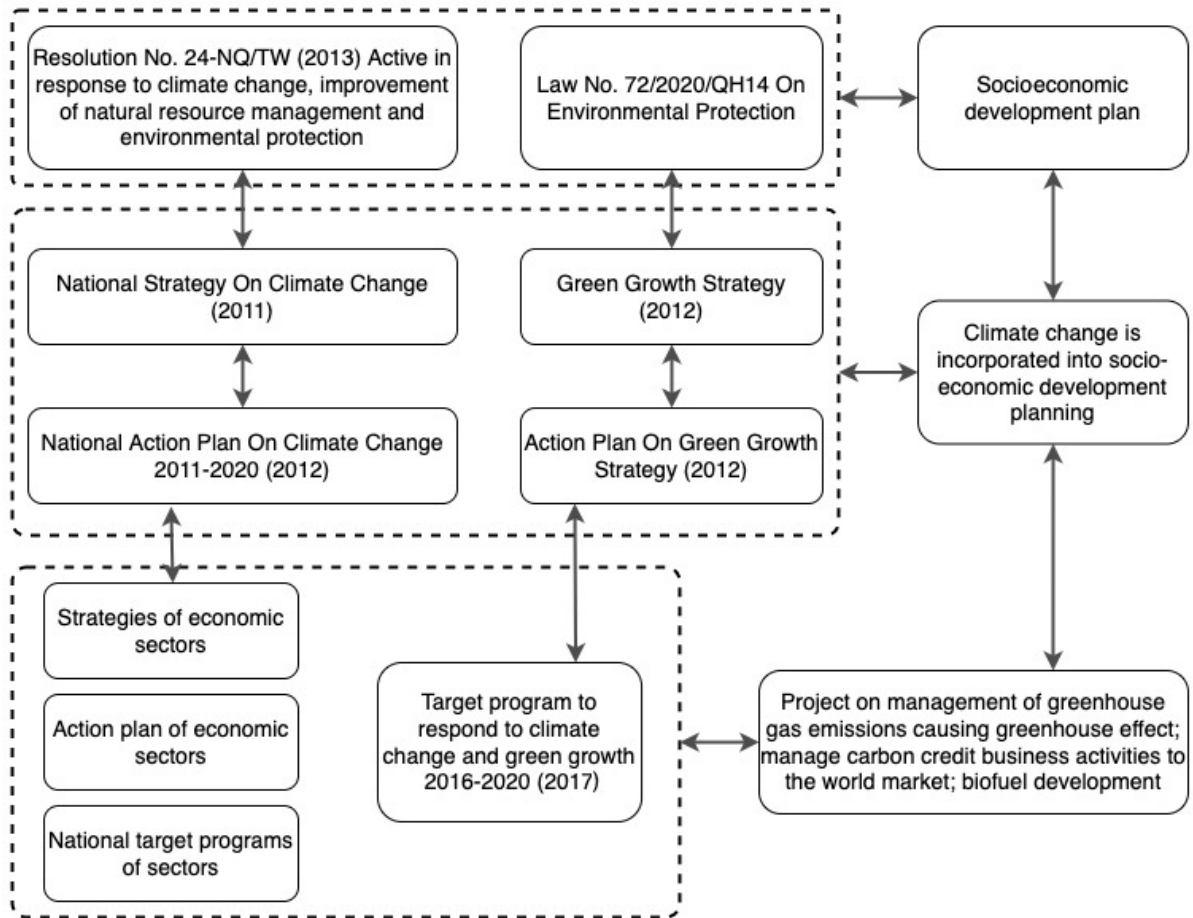 Resolution No. 24-NQ/TW (2013) Active in
response to climate change, improvement
of natural resource management and
environmental protection
Law No. 72/2020/QH14 On
Environmental Protection
Socioeconomic
development plan
National Strategy On Climate Change
(2011)
Green Growth Strategy
(2012)
Climate change is
incorporated into socio-
economic development
planning
National Action Plan On Climate Change
2011-2020 (2012)
Action Plan On Green Growth
Strategy (2012)
Strategies of economic
sectors
Action plan of economic
sectors
National target programs
of sectors
Target program to
respond to climate
change and green growth
2016-2020 (2017)
Project on management of greenhouse
gas emissions causing greenhouse effect;
manage carbon credit business activities to
the world market; biofuel development